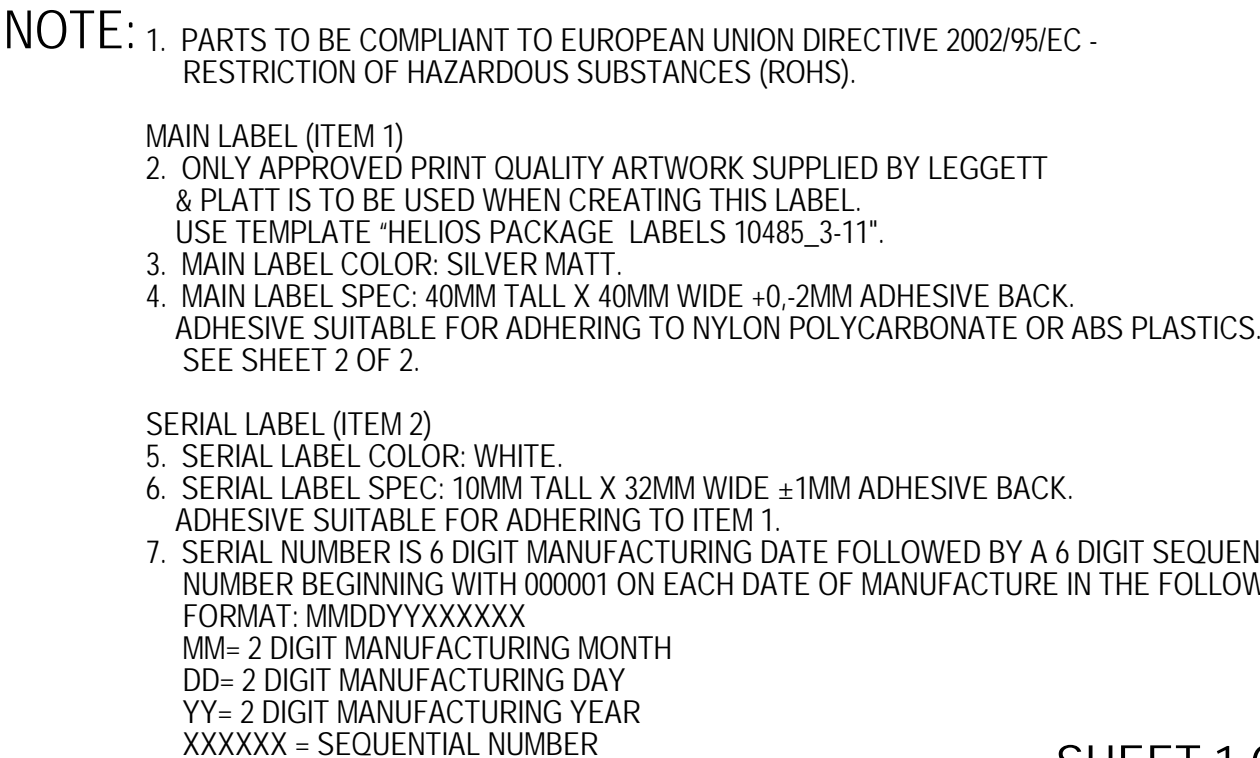 NOTE: 1. PARTS TO BE COMPLIANT TO EUROPEAN UNION DIRECTIVE 2002/95/EC -
RESTRICTION OF HAZARDOUS SUBSTANCES (ROHS).
MAIN LABEL (ITEM 1)
2. ONLY APPROVED PRINT QUALITY ARTWORK SUPPLIED BY LEGGETT
& PLATT IS TO BE USED WHEN CREATING THIS LABEL.
USE TEMPLATE "HELIOS PACKAGE LABELS 10485_3-11".
3. MAIN LABEL COLOR: SILVER MATT.
4. MAIN LABEL SPEC: 40MM TALL X 40MM WIDE +0,-2MM ADHESIVE BACK.
ADHESIVE SUITABLE FOR ADHERING TO NYLON POLYCARBONATE OR ABS PLASTICS.
SEE SHEET 2 OF 2.
SERIAL LABEL (ITEM 2)
5. SERIAL LABEL COLOR: WHITE.
6. SERIAL LABEL SPEC: 10MM TALL X 32MM WIDE ±1MM ADHESIVE BACK.
ADHESIVE SUITABLE FOR ADHERING TO ITEM 1.
7. SERIAL NUMBER IS 6 DIGIT MANUFACTURING DATE FOLLOWED BY A 6 DIGIT SEQUEN
NUMBER BEGINNING WITH 000001 ON EACH DATE OF MANUFACTURE IN THE FOLLOW
FORMAT: MMDDYYXXXXXX
MM= 2 DIGIT MANUFACTURING MONTH
DD= 2 DIGIT MANUFACTURING DAY
YY= 2 DIGIT MANUFACTURING YEAR
XXXXXX = SEQUENTIAL NUMBER
SHEET 1